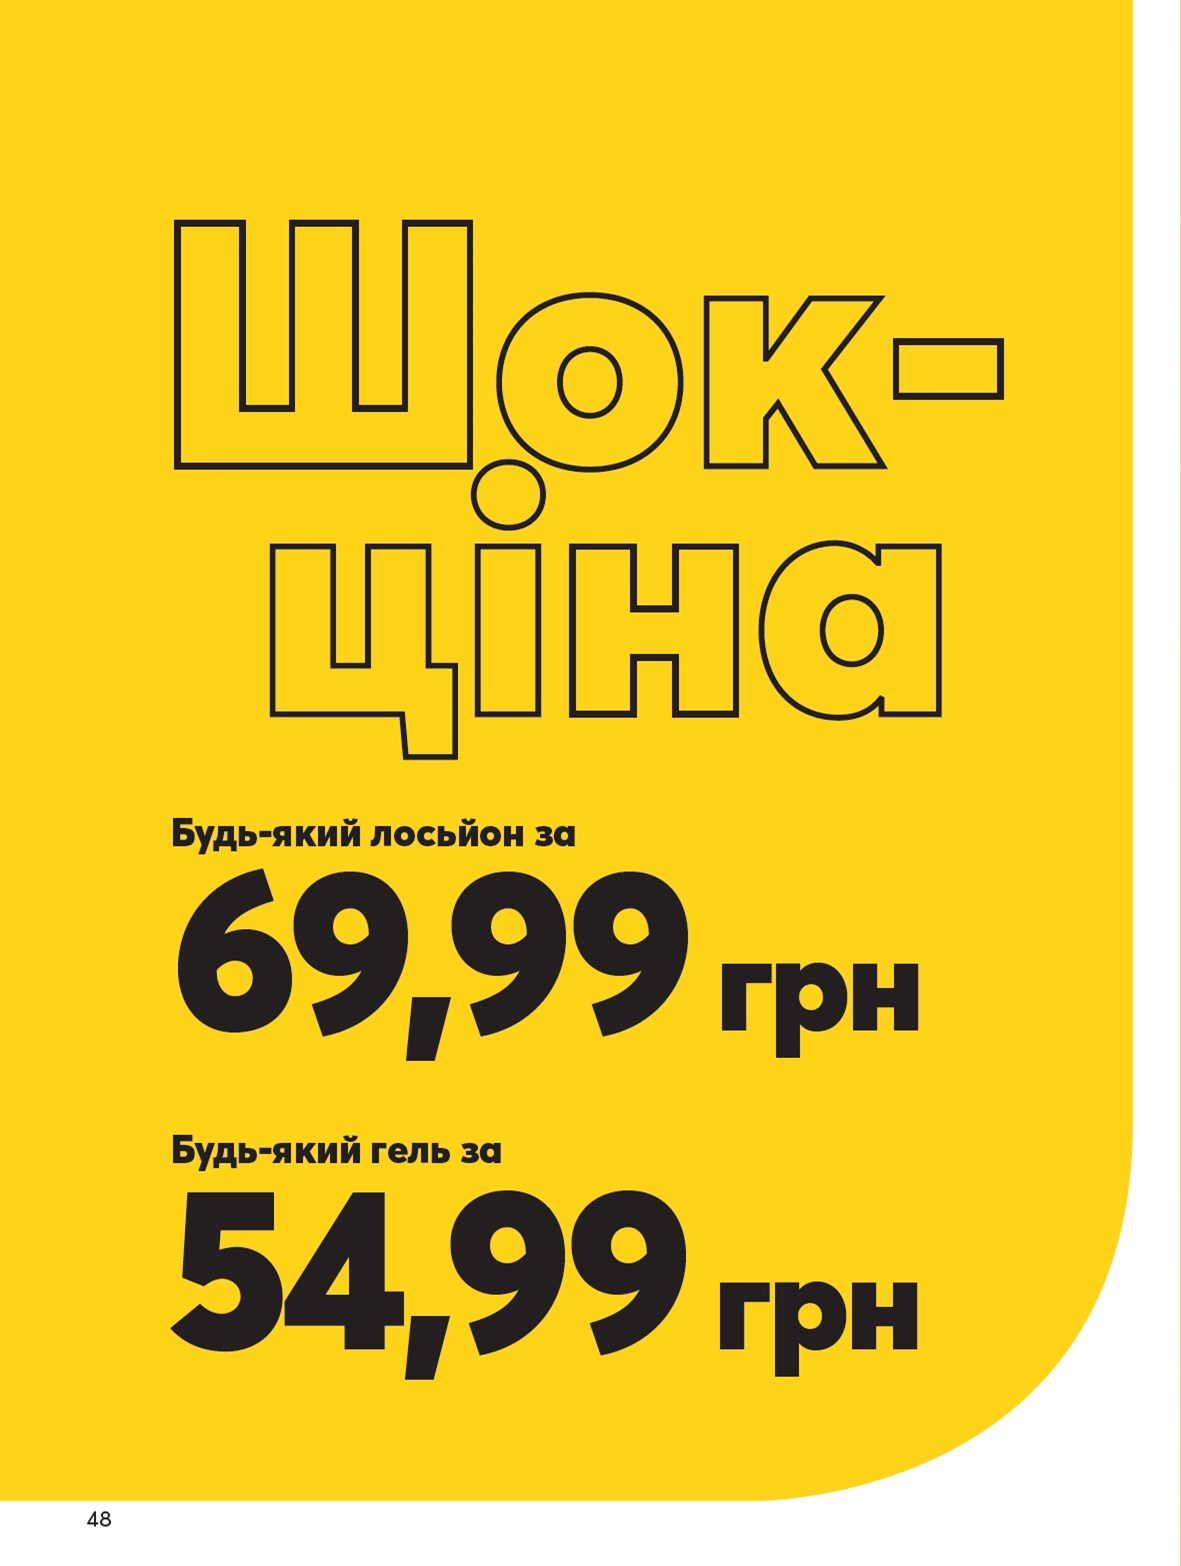 Шок-
ціна
Будь-який лосьйон за
69,99 грн
Будь-який гель за
54,99 грн
48